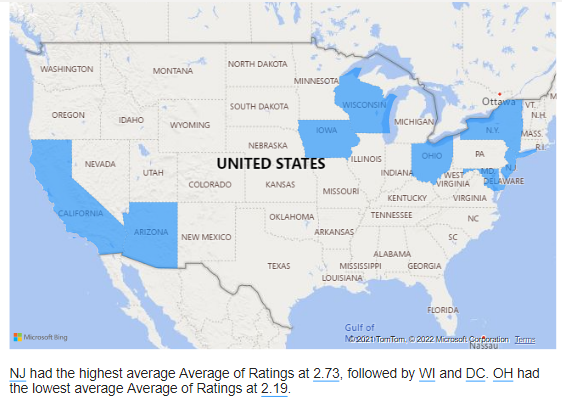 WASHINGTON
MONTANA
NORTH DAKOTA
MINNESOTA
Ottawa
VT.
N.H.
OREGON
IDAHO
WYOMING
SOUTH DAKOTA
WISCONSIN
MICHIGAN
N.Y.
MASS.
R.I.
IOWA
NEBRASKA
NEVADA
UTAH
UNITED STATES
ILLINOIS
INDIANA
OHIO
PA
N.J.
MD.
DELAWARE
COLORADO
KANSAS
MISSOURI
WEST
VIRGINIA
VIRGINIA
KENTUCKY
CALIFORNIA
ARIZONA
NEW MEXICO
OKLAHOMA
ARKANSAS
TENNESSEE
NC
SC
TEXAS
MISSISSIPPI
ALABAMA
GEORGIA
LOUISIANA
FLORIDA
Gulf of
Microsoft Bing
© 2021 TomTom, © 2022 Microsoft Corporation Terms
Nassau
NJ had the highest average Average of Ratings at 2.73, followed by WI and DC. OH had
the lowest average Average of Ratings at 2.19.